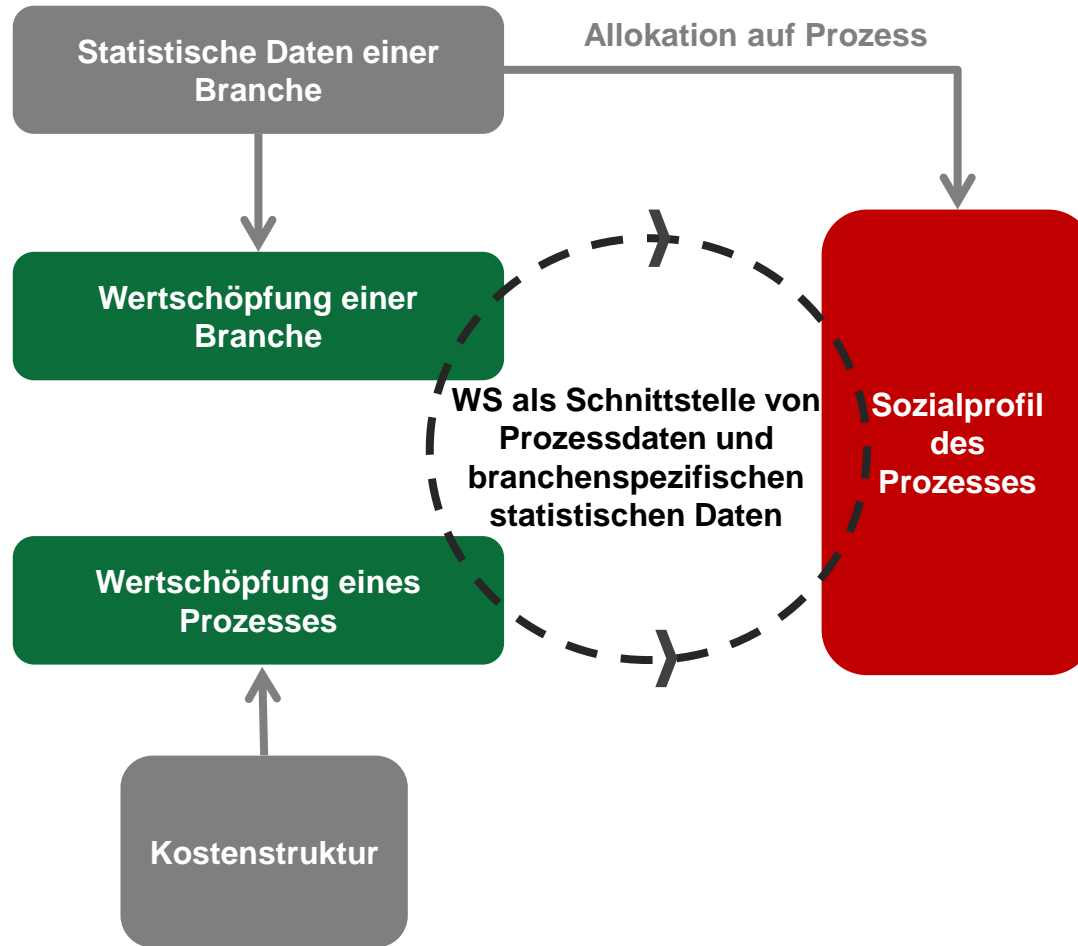 Statistische Daten einer
Branche
Allokation auf Prozess
Wertschöpfung einer
Branche
WS als Schnittstelle von
Prozessdaten und
branchenspezifischen
statistischen Daten
Sozialprofil
des
Prozesses
Wertschöpfung eines
Prozesses
Kostenstruktur